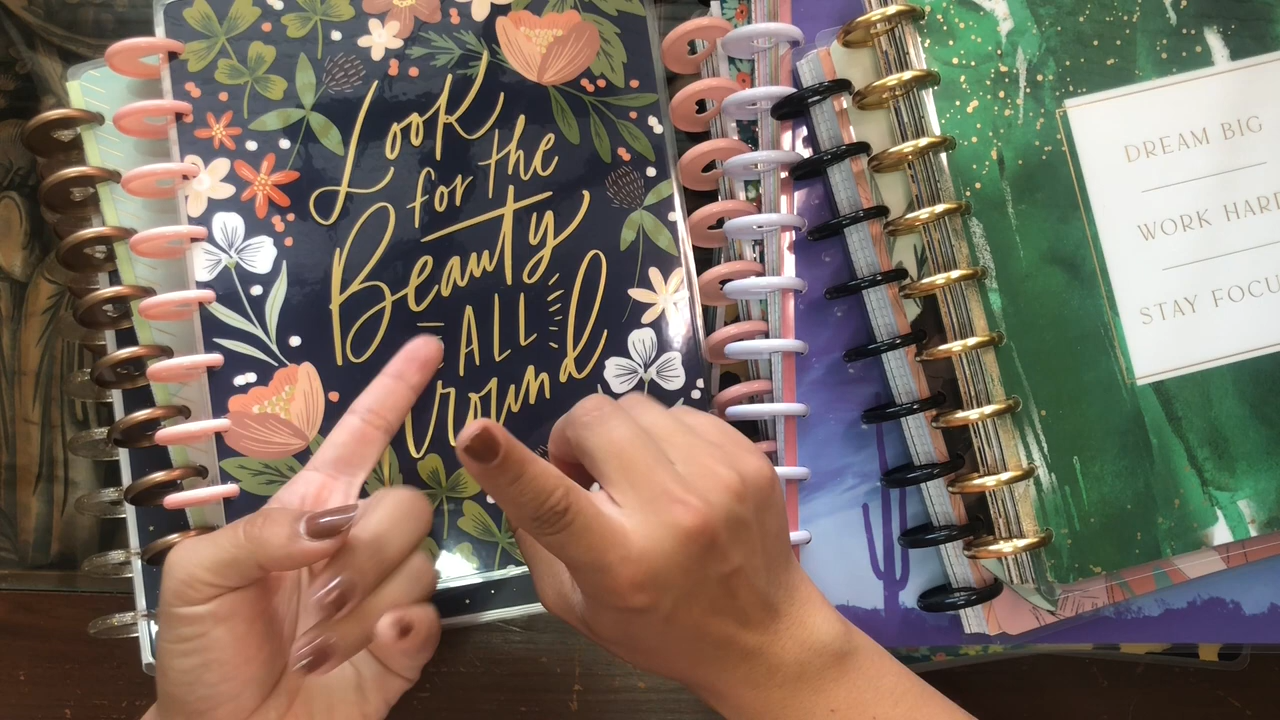 Look
for the
Beauty
ALL
round
DREAM BIG
WORK HARD
STAY FOCU